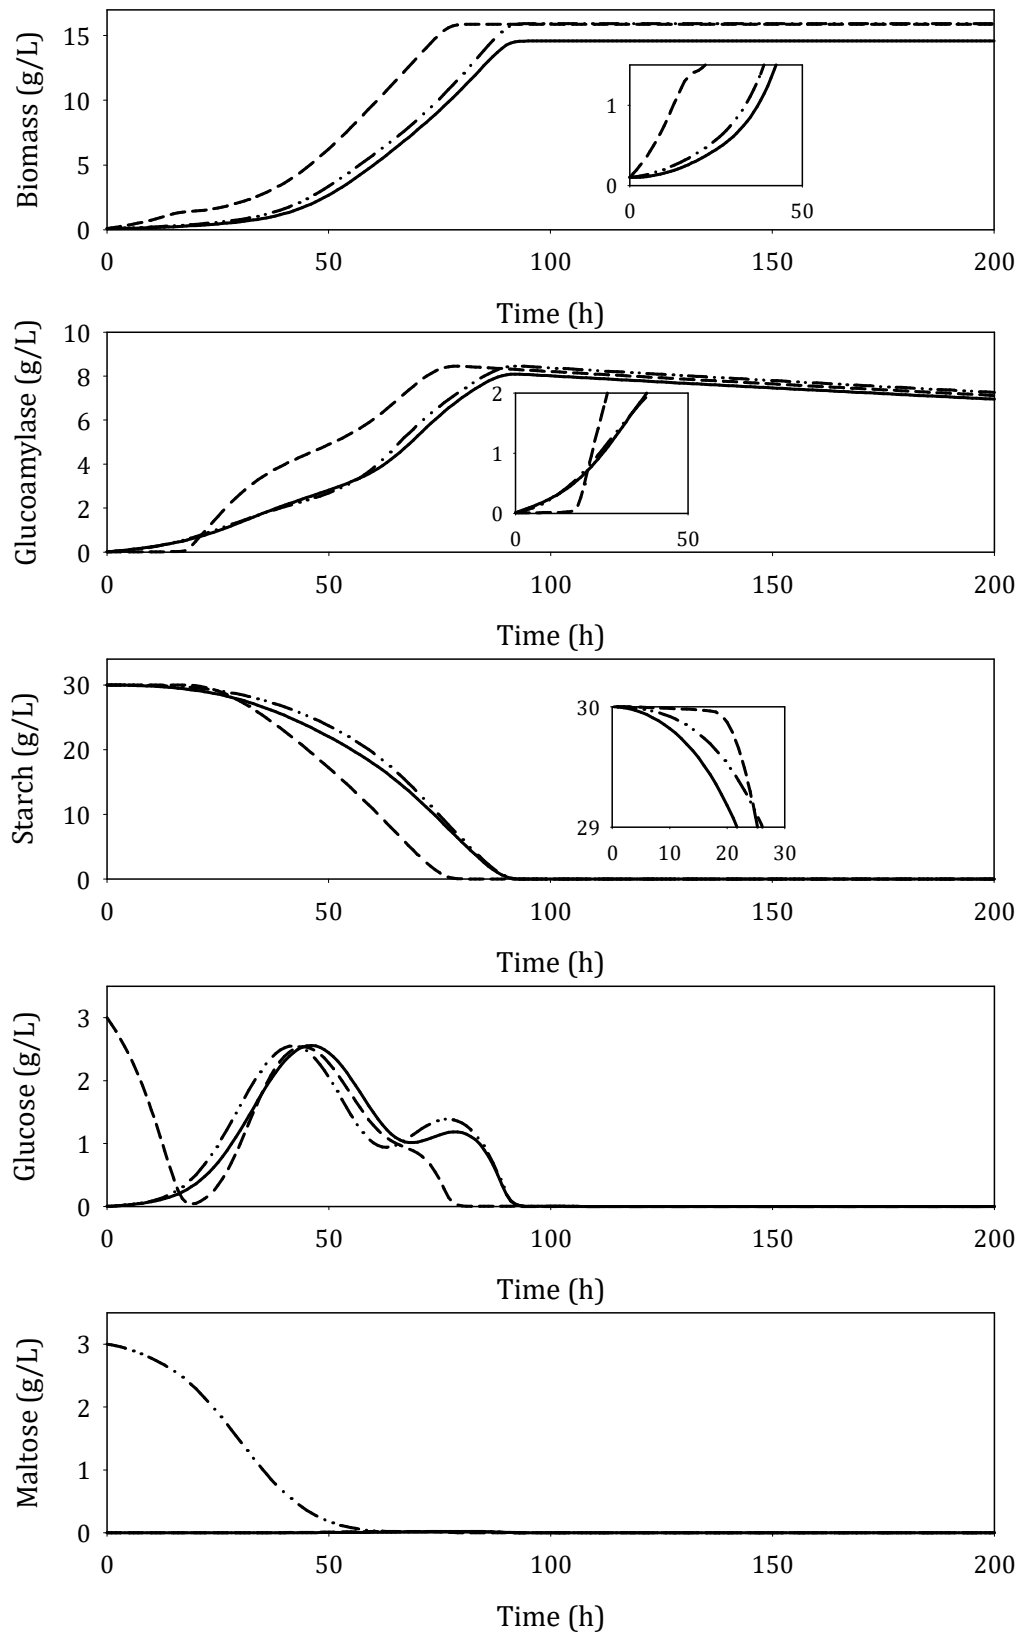 Biomass (g/L)
15
10
5
0
1
0
0 50
0 50 100 150 200
Time (h)
Glucoamylase (g/L)
10
8
6
4
2
0
2
1
0
0 50
0 50 100 150 200
Time (h)
Starch (g/L)
30
20
10
0
30
29
0 10 20 30
0 50 100 150 200
Time (h)
Glucose (g/L)
3
2
1
0
0 50 100 150 200
Time (h)
Maltose (g/L)
3
2
1
0
0 50 100 150 200
Time (h)